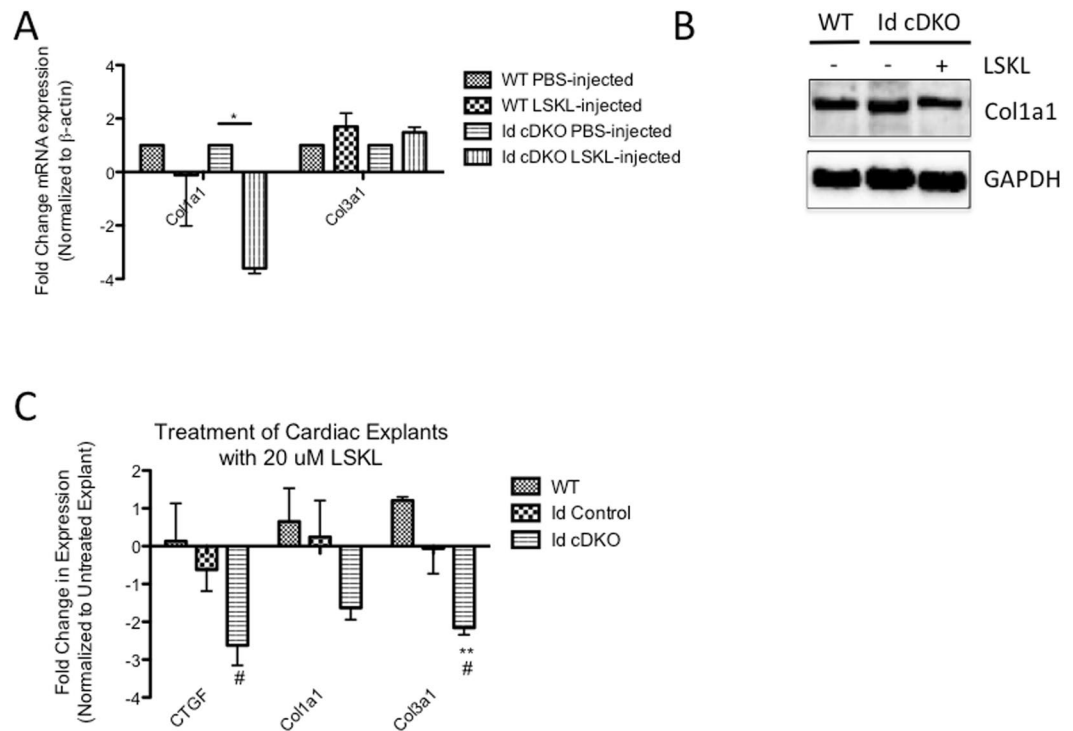 A
Fold Change mRNA expression
(Normalized to β-actin)
4
2
0
-2
-4
*
Col1a1
Col3a1
WT PBS-injected
WT LSKL-injected
Id cDKO PBS-injected
Id cDKO LSKL-injected
B
WT Id cDKO
- - + LSKL
Col1a1
GAPDH
C
Treatment of Cardiac Explants
with 20 uM LSKL
Fold Change in Expression
(Normalized to Untreated Explant)
2
1
0
-1
-2
-3
-4
#
**
#
CTGF
Col1a1
Col3a1
WT
Id Control
Id cDKO